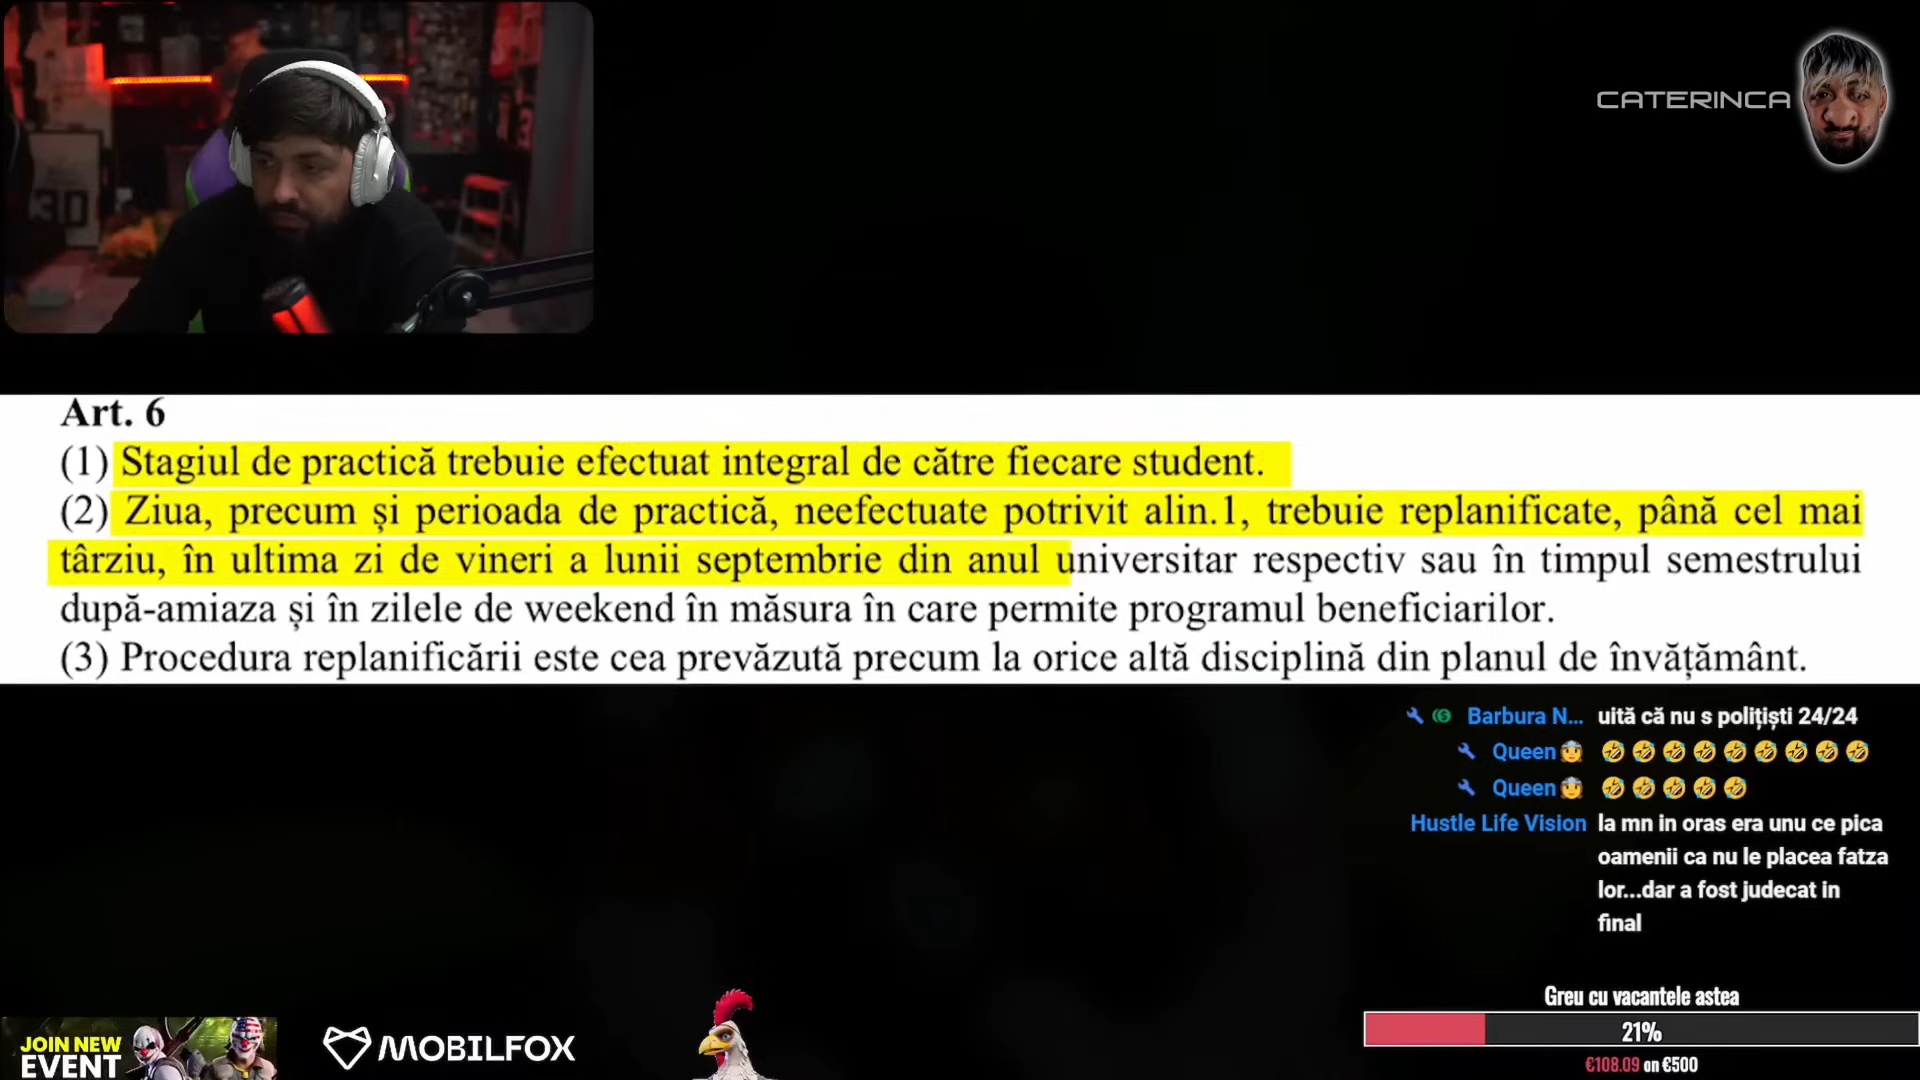 CATERINCA
Art. 6
(1) Stagiul de practică trebuie efectuat integral de către fiecare student.
(2) Ziua, precum și perioada de practică, neefectuate potrivit alin.1, trebuie replanificate, până cel mai
târziu, în ultima zi de vineri a lunii septembrie din anul universitar respectiv sau în timpul semestrului
după-amiaza și în zilele de weekend în măsura în care permite programul beneficiarilor.
(3) Procedura replanificării este cea prevăzută precum la orice altă disciplină din planul de învățământ.
Barbura N... uită că nu s polițiști 24/24
Queen👸 🤣🤣🤣🤣🤣🤣🤣🤣🤣
Queen👸 🤣🤣🤣🤣🤣
Hustle Life Vision la mn in oras era unu ce pica
oamenii ca nu le placea fatza
lor...dar a fost judecat in
final
Greu cu vacantele astea
21%
€108.09 on €500
JOIN NEW
EVENT
MOBILFOX